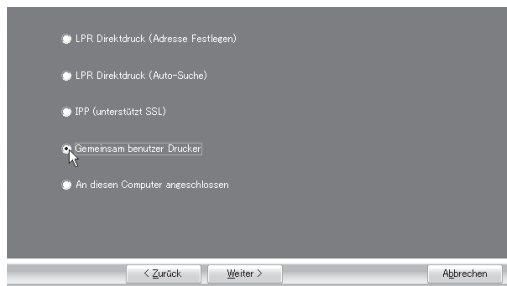 LPR Direktdruck (Adresse Festlegen)
LPR Direktdruck (Auto-Suche)
IPP (unterstützt SSL)
Gemeinsam benutzer Drucker
An diesen Computer angeschlossen
< Zurück Weiter > Abbrechen